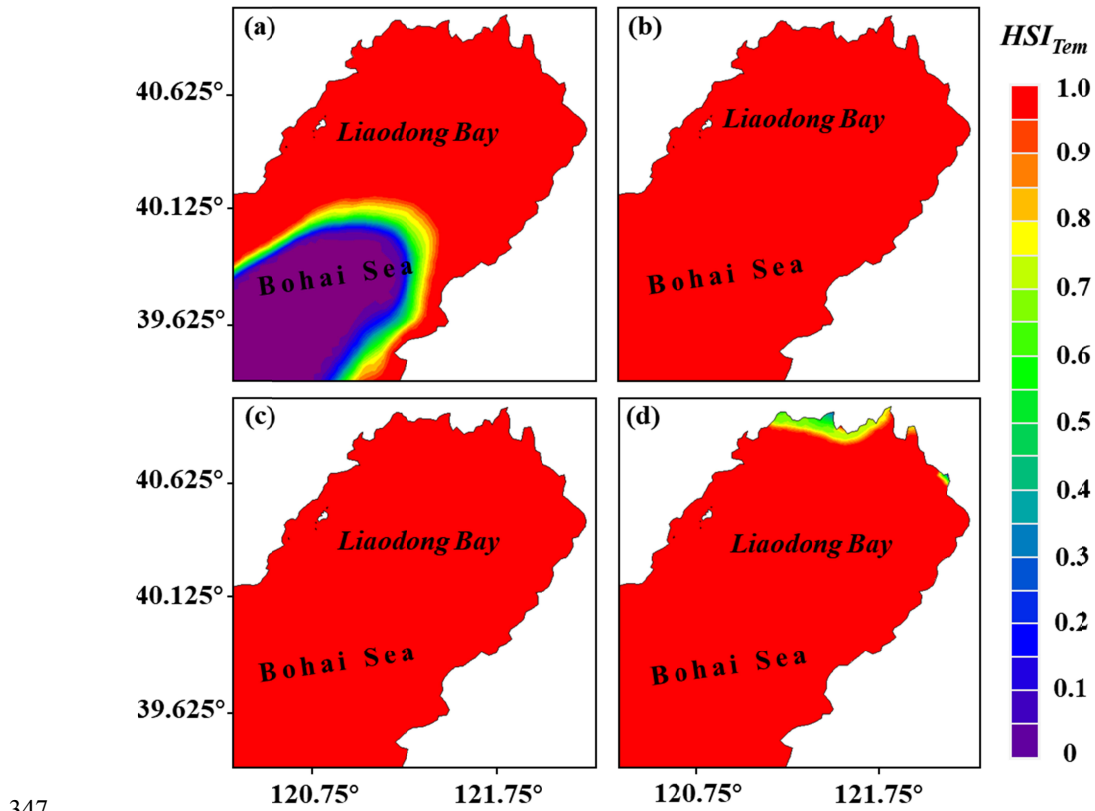 (a)
(b)
HSI_Tem
40.625°
40.125°
39.625°
Liaodong Bay
Bohai Sea
Liaodong Bay
Bohai Sea
1.0
0.9
0.8
0.7
0.6
0.5
0.4
0.3
0.2
0.1
0
(c)
(d)
40.625°
40.125°
39.625°
Liaodong Bay
Bohai Sea
Liaodong Bay
Bohai Sea
120.75°
121.75°
120.75°
121.75°
347